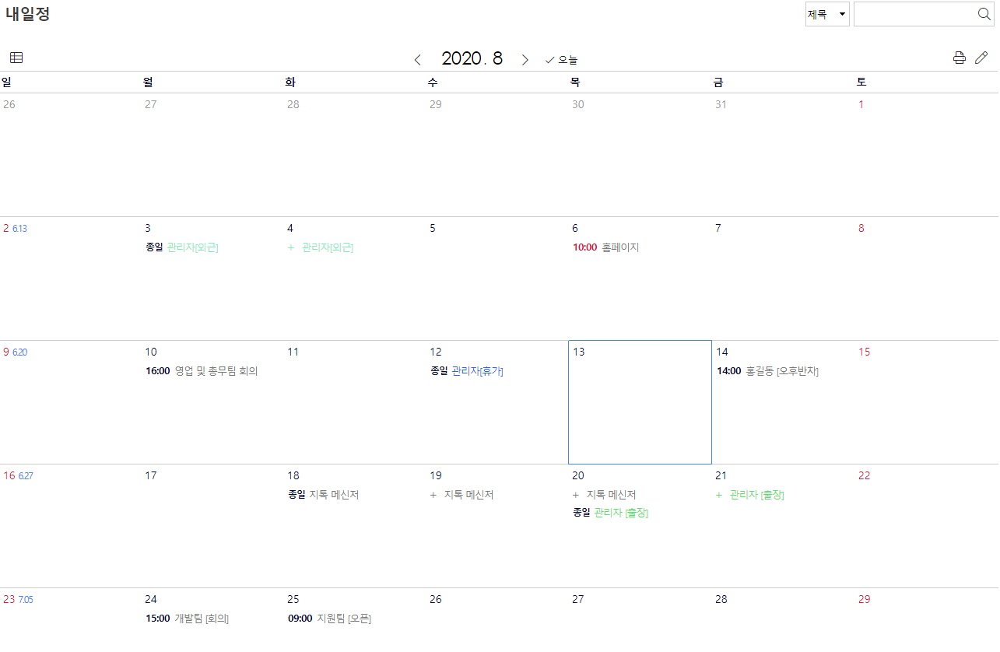 내일정
제목
2020. 8
오늘
일 월 화 수 목 금 토
26 27 28 29 30 31 1
2 6.13 3 4 5 6 7 8
종일 관리자[외근] + 관리자[외근] 10:00 홈페이지
9 6.20 10 11 12 13 14 15
16:00 영업 및 총무팀 회의 종일 관리자[휴가] 14:00 홍길동 [오후반차]
16 6.27 17 18 19 20 21 22
종일 지톡 메신저 + 지톡 메신저 + 지톡 메신저 + 관리자 [출장]
종일 관리자 [출장]
23 7.05 24 25 26 27 28 29
15:00 개발팀 [회의] 09:00 지원팀 [오픈]